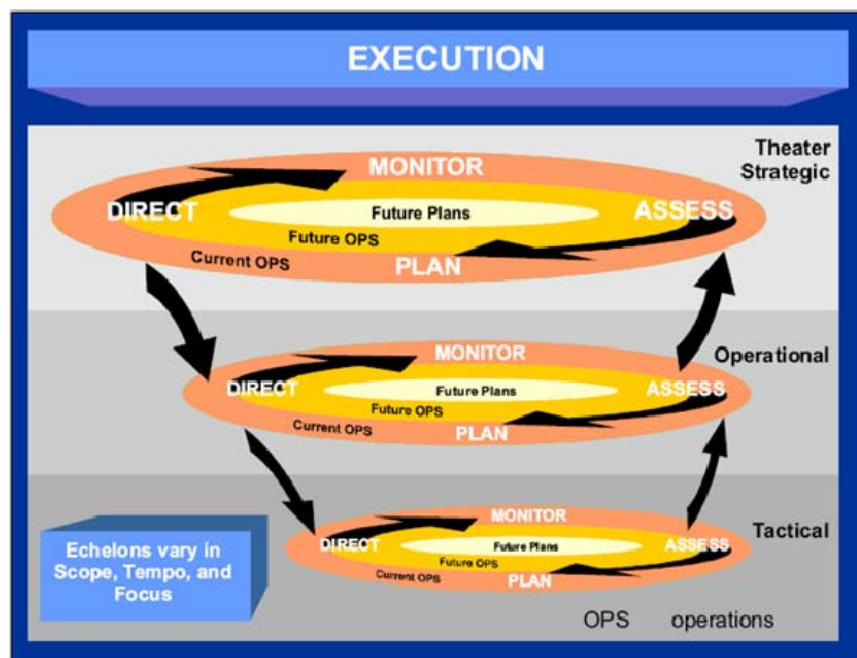 EXECUTION
Theater
Strategic
MONITOR
DIRECT
Future Plans
ASSESS
Future OPS
Current OPS
PLAN
Operational
MONITOR
DIRECT
Future Plans
ASSESS
Future OPS
Current OPS
PLAN
Tactical
MONITOR
DIRECT
Future Plans
ASSESS
Future OPS
Current OPS
PLAN
Echelons vary in
Scope, Tempo, and
Focus
OPS operations